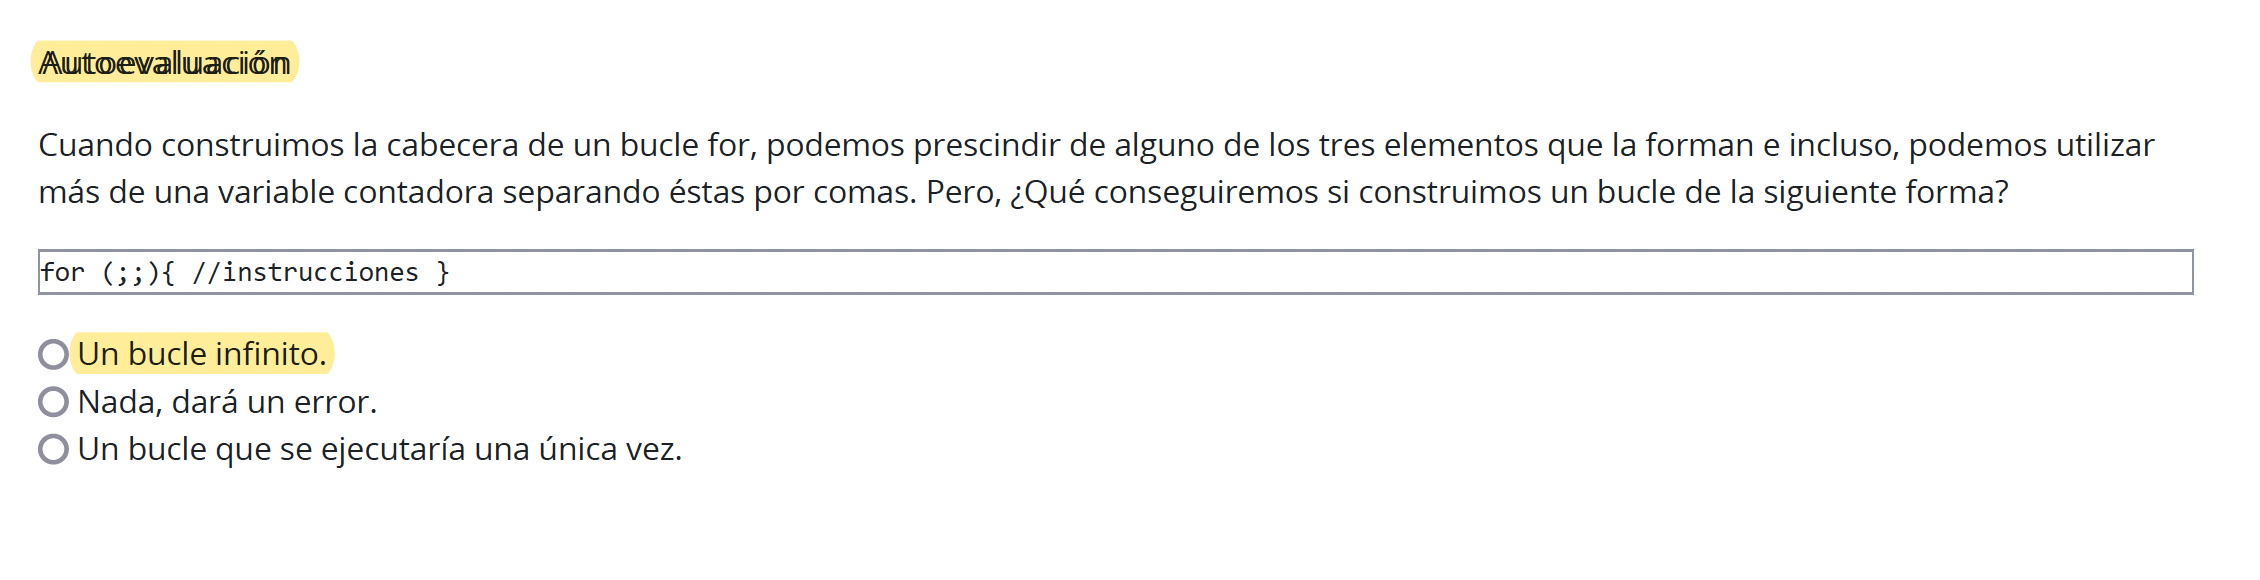 Autoevaluación
Cuando construimos la cabecera de un bucle for, podemos prescindir de alguno de los tres elementos que la forman e incluso, podemos utilizar
más de una variable contadora separando éstas por comas. Pero, ¿Qué conseguiremos si construimos un bucle de la siguiente forma?
for (;;){ //instrucciones }
Un bucle infinito.
Nada, dará un error.
Un bucle que se ejecutaría una única vez.